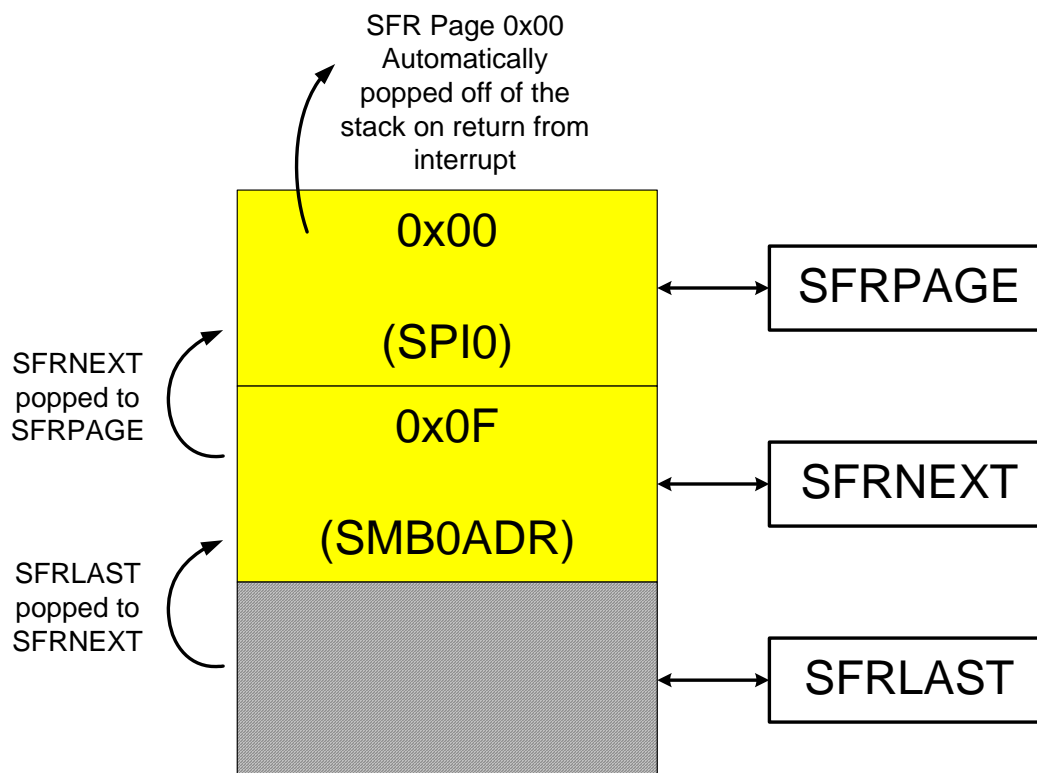 SFR Page 0x00
Automatically
popped off of the
stack on return from
interrupt
0x00
(SPI0)
SFRPAGE
SFRNEXT
popped to
SFRPAGE
0x0F
(SMB0ADR)
SFRNEXT
SFRLAST
popped to
SFRNEXT
SFRLAST